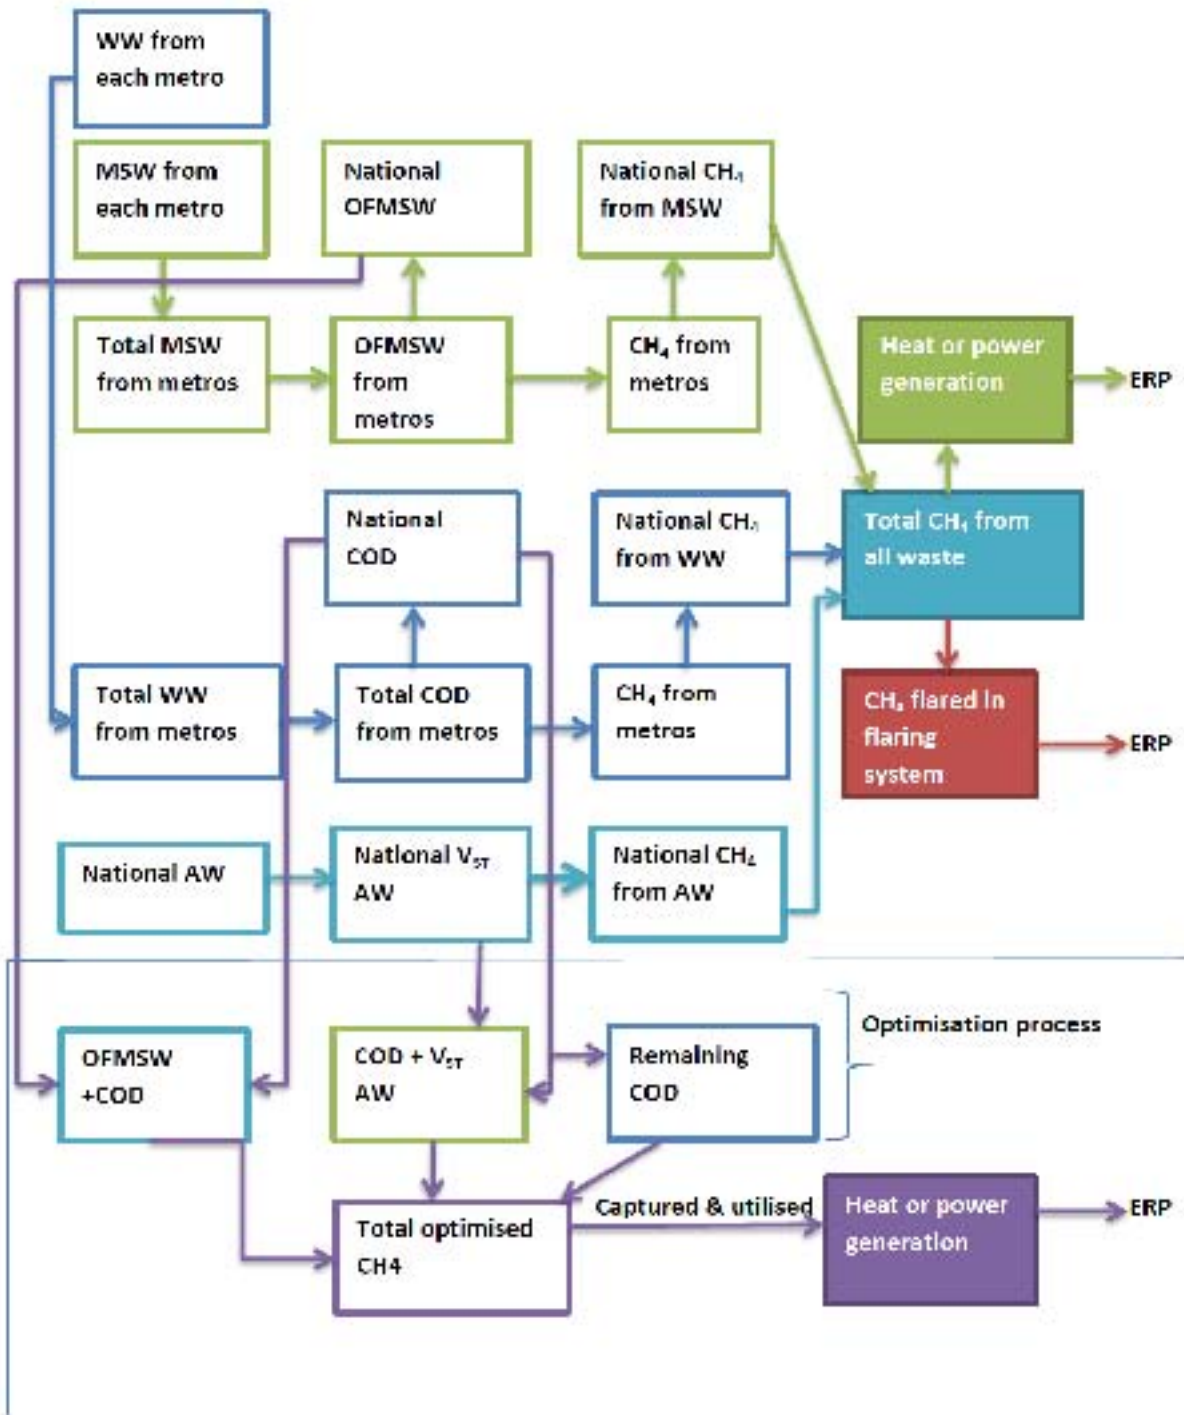 WW from
each metro
MSW from
each metro
National
OFMSW
National CH₄
from MSW
Total MSW
from metros
OFMSW
from
metros
CH₄ from
metros
Heat or power
generation
ERP
National
COD
National CH₄
from WW
Total CH₄ from
all waste
Total WW
from metros
Total COD
from metros
CH₄ from
metros
CH₄ flared in
flaring
system
ERP
National AW
National V_ST
AW
National CH₄
from AW
OFMSW
+COD
COD + V_ST
AW
Remaining
COD
Optimisation process
Total optimised
CH4
Captured & utilised
Heat or power
generation
ERP